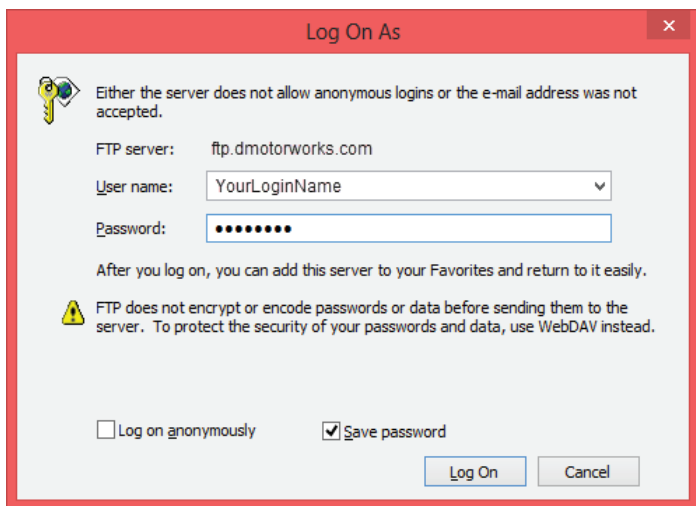 Log On As
Either the server does not allow anonymous logins or the e-mail address was not
accepted.
FTP server: ftp.dmotorworks.com
User name: YourLoginName
Password: ••••••••
After you log on, you can add this server to your Favorites and return to it easily.
FTP does not encrypt or encode passwords or data before sending them to the
server. To protect the security of your passwords and data, use WebDAV instead.
Log on anonymously Save password
Log On Cancel